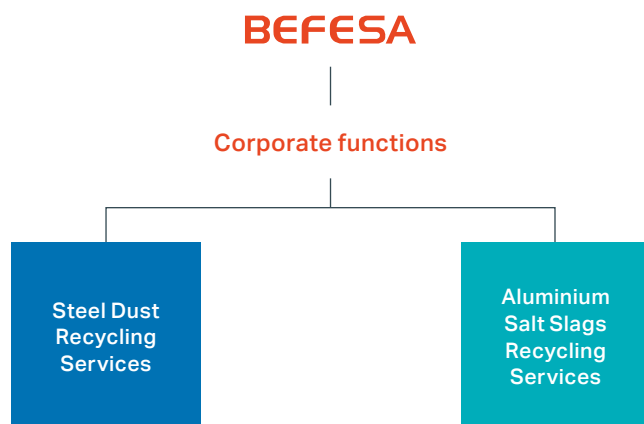 BEFESA
Corporate functions
Steel Dust
Recycling
Services
Aluminium
Salt Slags
Recycling
Services